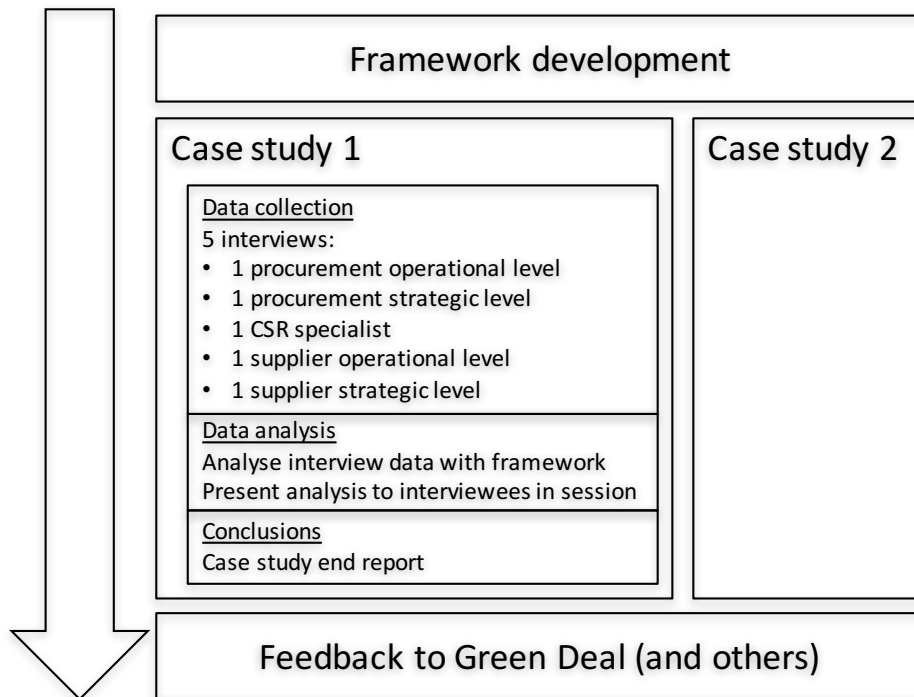 Framework development
Case study 1
Data collection
5 interviews:
• 1 procurement operational level
• 1 procurement strategic level
• 1 CSR specialist
• 1 supplier operational level
• 1 supplier strategic level
Data analysis
Analyse interview data with framework
Present analysis to interviewees in session
Conclusions
Case study end report
Case study 2
Feedback to Green Deal (and others)